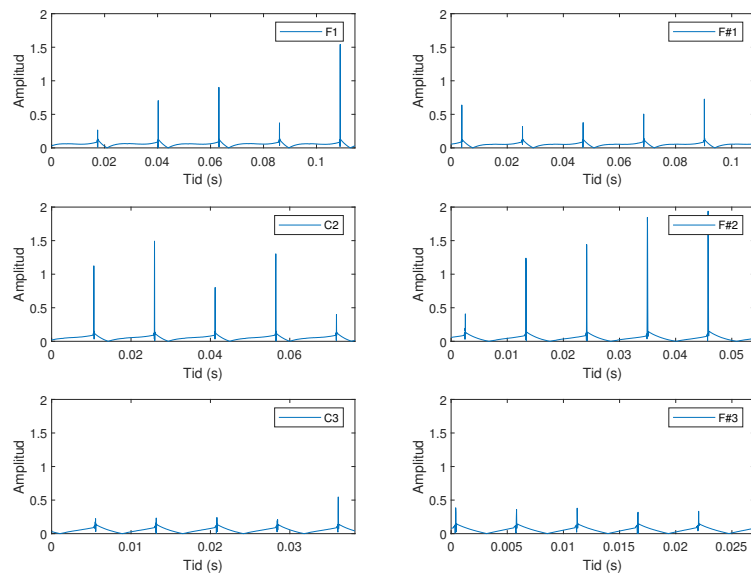 2
1.5
1
0.5
0
0 0.02 0.04 0.06 0.08 0.1
Tid (s)
Amplitud
F1
2
1.5
1
0.5
0
0 0.02 0.04 0.06 0.08 0.1
Tid (s)
Amplitud
F#1
2
1.5
1
0.5
0
0 0.02 0.04 0.06
Tid (s)
Amplitud
C2
2
1.5
1
0.5
0
0 0.01 0.02 0.03 0.04 0.05
Tid (s)
Amplitud
F#2
2
1.5
1
0.5
0
0 0.01 0.02 0.03
Tid (s)
Amplitud
C3
2
1.5
1
0.5
0
0 0.005 0.01 0.015 0.02 0.025
Tid (s)
Amplitud
F#3